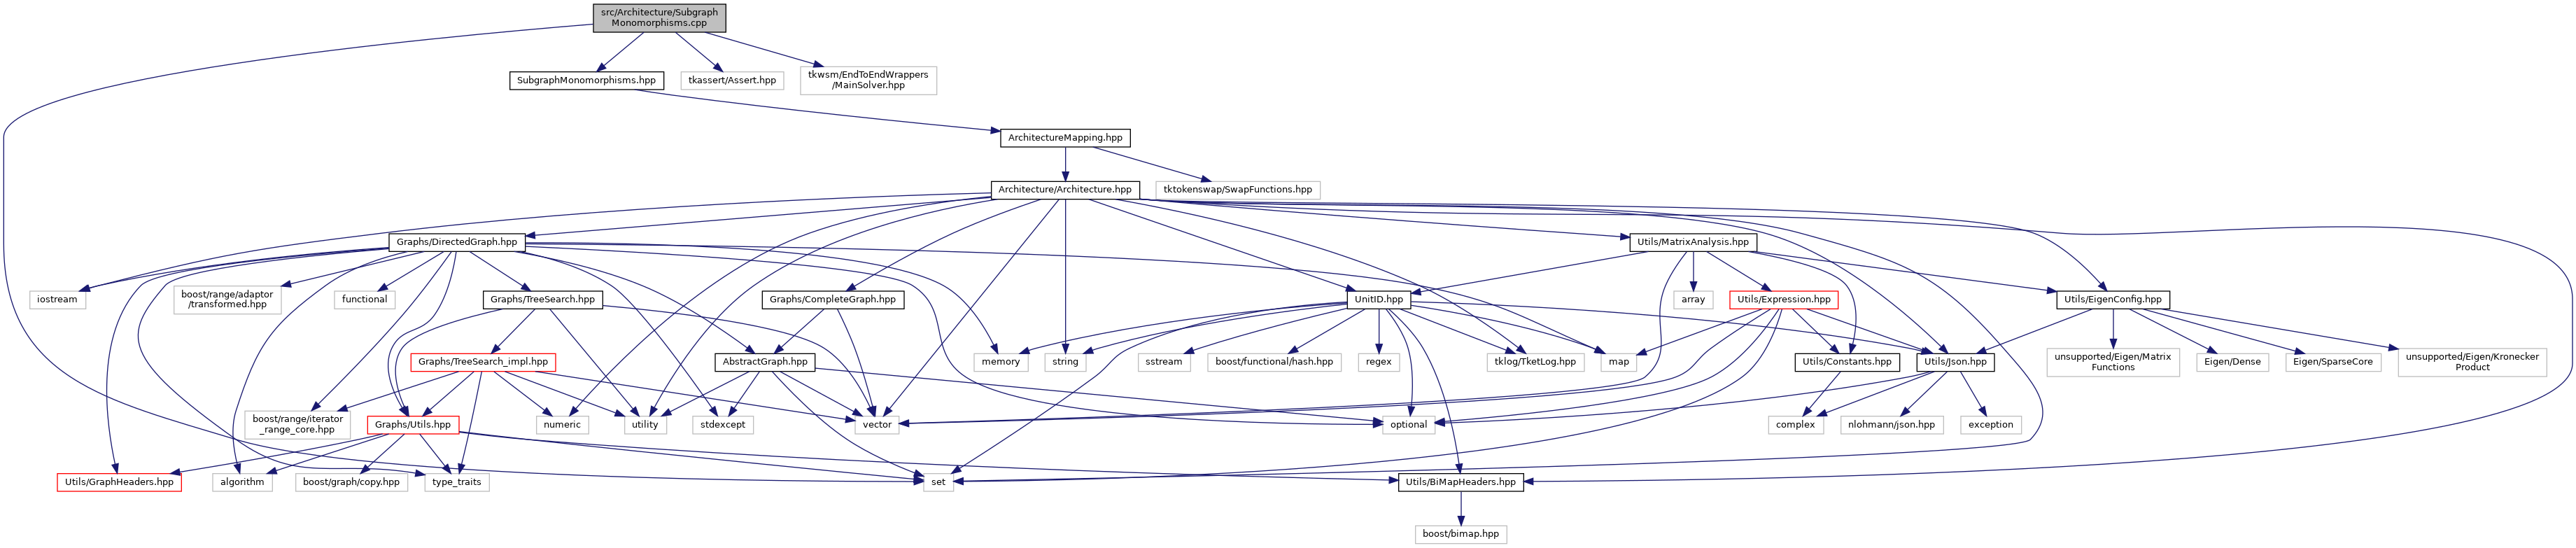 src/Architecture/Subgraph
Monomorphisms.cpp
SubgraphMonomorphisms.hpp
tkassert/Assert.hpp
tkwsm/EndToEndWrappers
/MainSolver.hpp
ArchitectureMapping.hpp
Architecture/Architecture.hpp
tktokenswap/SwapFunctions.hpp
Graphs/DirectedGraph.hpp
Utils/MatrixAnalysis.hpp
iostream
boost/range/adaptor
/transformed.hpp
functional
Graphs/TreeSearch.hpp
Graphs/CompleteGraph.hpp
UnitID.hpp
array
Utils/Expression.hpp
Utils/EigenConfig.hpp
Graphs/TreeSearch_impl.hpp
AbstractGraph.hpp
memory
string
sstream
boost/functional/hash.hpp
regex
tklog/TketLog.hpp
map
Utils/Constants.hpp
Utils/Json.hpp
unsupported/Eigen/Matrix
Functions
Eigen/Dense
Eigen/SparseCore
unsupported/Eigen/Kronecker
Product
boost/range/iterator
_range_core.hpp
Graphs/Utils.hpp
numeric
utility
stdexcept
vector
optional
complex
nlohmann/json.hpp
exception
Utils/GraphHeaders.hpp
algorithm
boost/graph/copy.hpp
type_traits
set
Utils/BiMapHeaders.hpp
boost/bimap.hpp